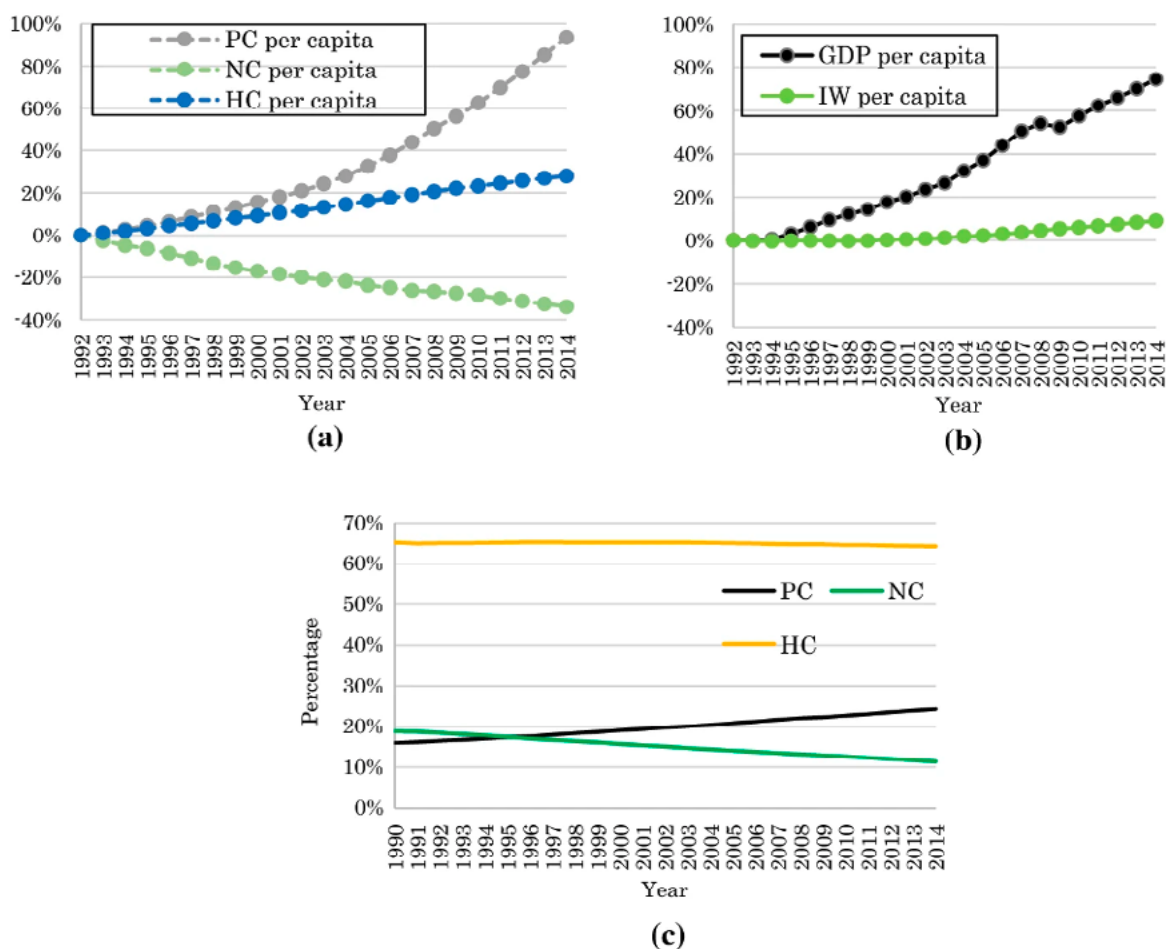 100%
80%
60%
40%
20%
0%
-20%
-40%
PC per capita
NC per capita
HC per capita
1992 1993 1994 1995 1996 1997 1998 1999 2000 2001 2002 2003 2004 2005 2006 2007 2008 2009 2010 2011 2012 2013 2014
Year
(a)
100%
80%
60%
40%
20%
0%
-20%
-40%
GDP per capita
IW per capita
1992 1993 1994 1995 1996 1997 1998 1999 2000 2001 2002 2003 2004 2005 2006 2007 2008 2009 2010 2011 2012 2013 2014
Year
(b)
Percentage
70%
60%
50%
40%
30%
20%
10%
0%
PC NC
HC
1990 1991 1992 1993 1994 1995 1996 1997 1998 1999 2000 2001 2002 2003 2004 2005 2006 2007 2008 2009 2010 2011 2012 2013 2014
Year
(c)